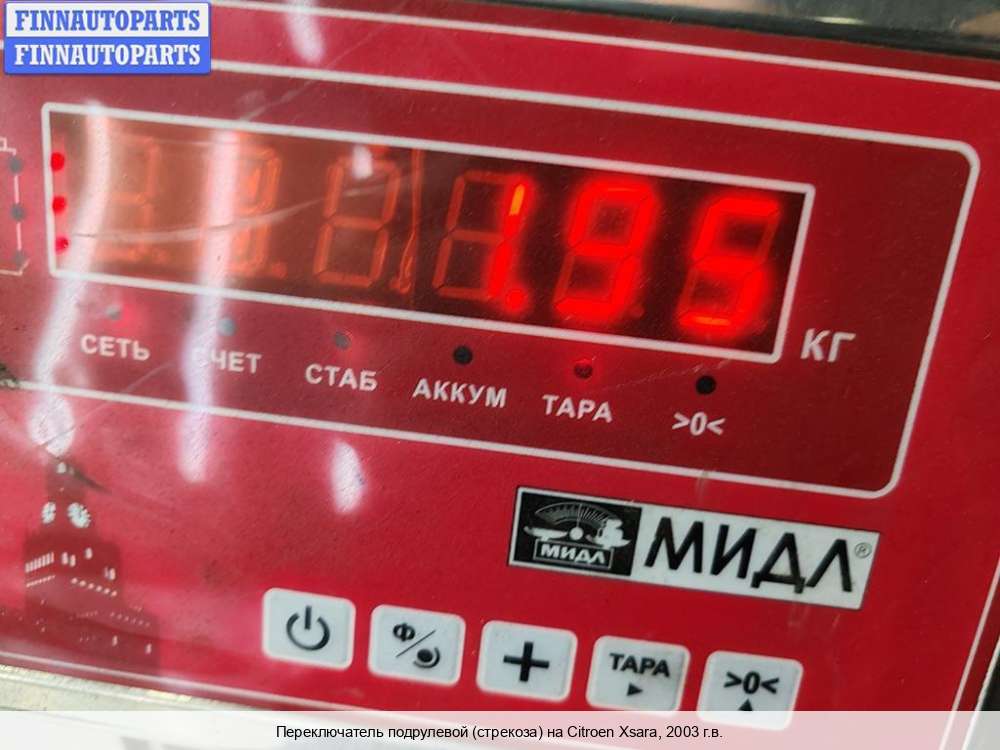 FINNAUTOPARTS
FINNAUTOPARTS
1.95
КГ
СЕТЬ СЧЕТ СТАБ АККУМ ТАРА >0<
МИДЛ МИДЛ®
Ф
ТАРА >0<
Переключатель подрулевой (стрекоза) на Citroen Xsara, 2003 г.в.